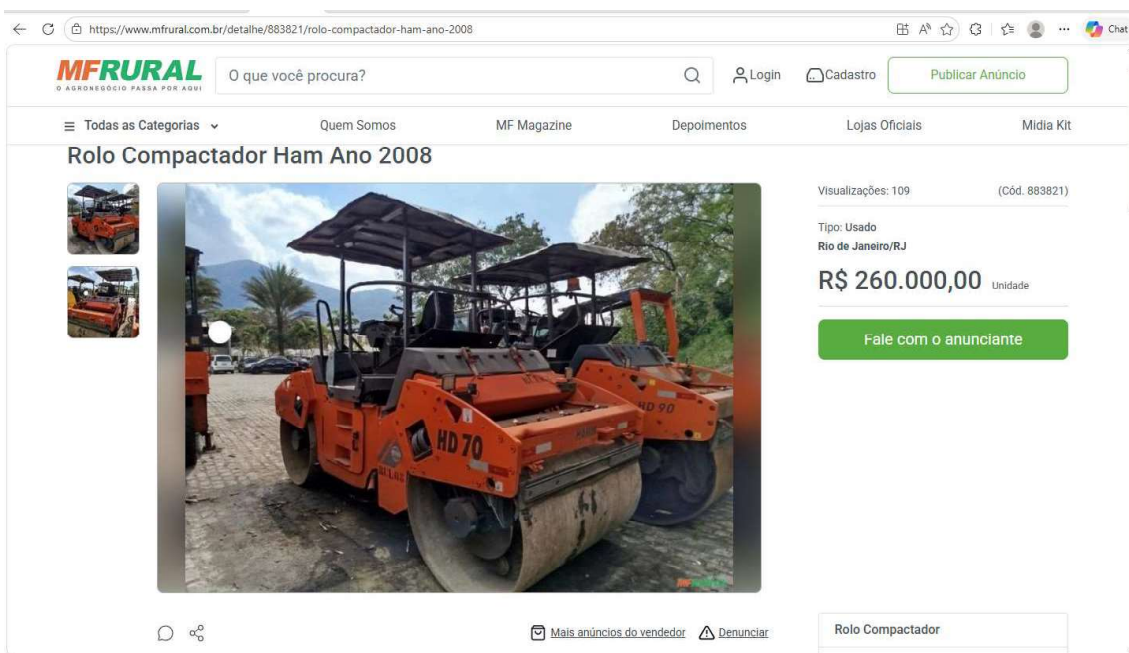 https://www.mfrural.com.br/detalhe/883821/rolo-compactador-ham-ano-2008
Chat
MFRURAL
O AGRONEGÓCIO PASSA POR AQUI
O que você procura?
Login
Cadastro
Publicar Anúncio
Todas as Categorias
Quem Somos
MF Magazine
Depoimentos
Lojas Oficiais
Midia Kit
Rolo Compactador Ham Ano 2008
Visualizações: 109
(Cód. 883821)
Tipo: Usado
Rio de Janeiro/RJ
R$ 260.000,00 Unidade
Fale com o anunciante
HD 90
HD 70
MFRURAL
Mais anúncios do vendedor
Denunciar
Rolo Compactador